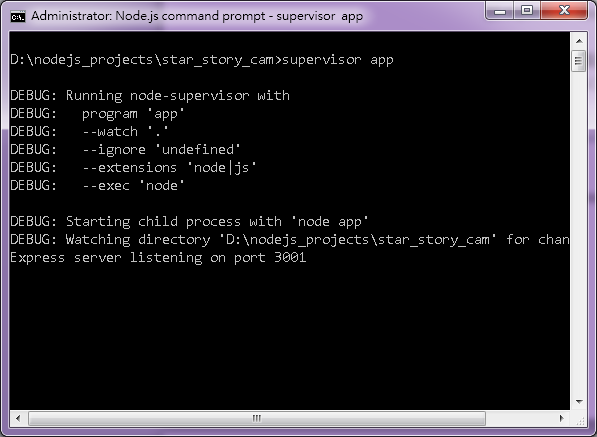 Administrator: Node.js command prompt - supervisor  app
D:\nodejs_projects\star_story_cam>supervisor app
DEBUG: Running node-supervisor with
DEBUG:   program 'app'
DEBUG:   --watch '.'
DEBUG:   --ignore 'undefined'
DEBUG:   --extensions 'node|js'
DEBUG:   --exec 'node'
DEBUG: Starting child process with 'node app'
DEBUG: Watching directory 'D:\nodejs_projects\star_story_cam' for chan
Express server listening on port 3001